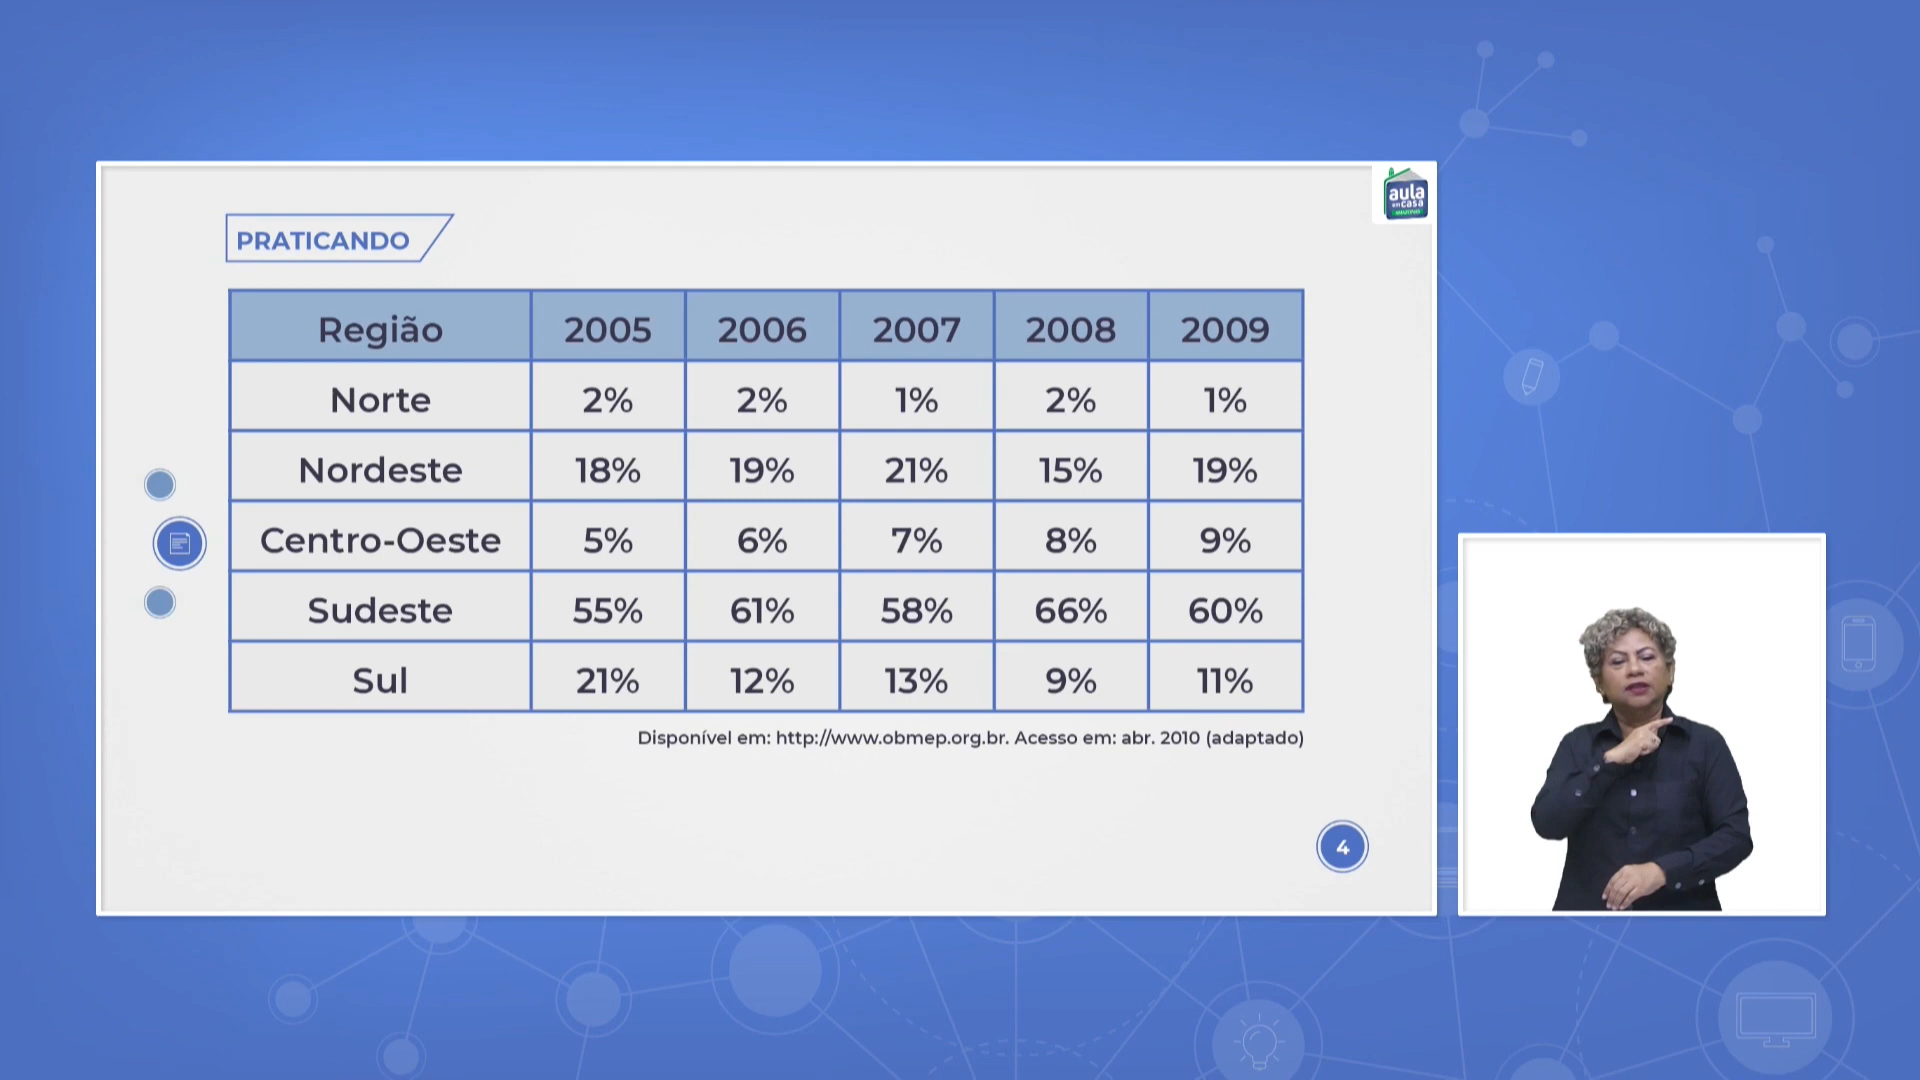 aula
em casa
PRATICANDO
Região 2005 2006 2007 2008 2009
Norte 2% 2% 1% 2% 1%
Nordeste 18% 19% 21% 15% 19%
Centro-Oeste 5% 6% 7% 8% 9%
Sudeste 55% 61% 58% 66% 60%
Sul 21% 12% 13% 9% 11%
Disponível em: http://www.obmep.org.br. Acesso em: abr. 2010 (adaptado)
4